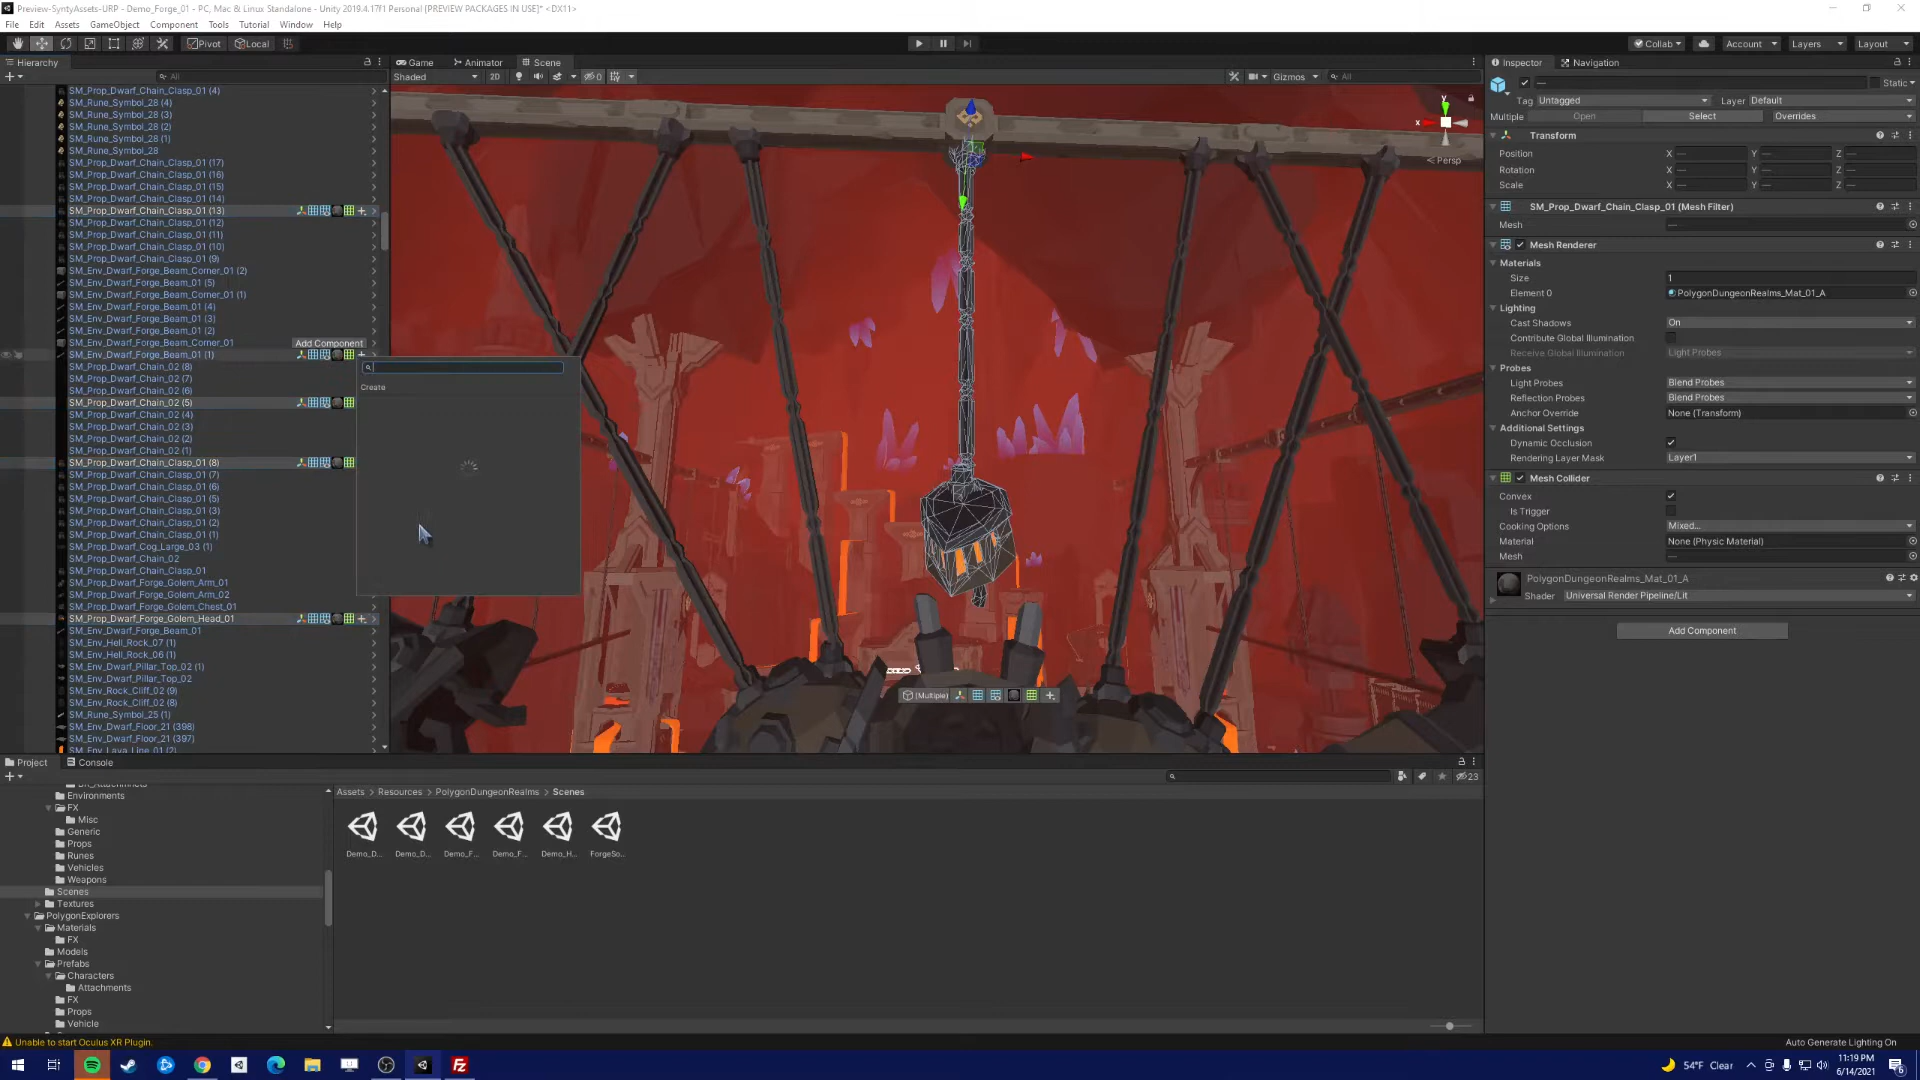 Preview-SyntyAssets-URP - Demo_Forge_01 - PC, Mac & Linux Standalone - Unity 2019.4.17f1 Personal [PREVIEW PACKAGES IN USE]* <DX11>
File Edit Assets GameObject Component Tools Tutorial Window Help
Pivot Local Collab Account Layers Layout
Hierarchy
All
SM_Prop_Dwarf_Chain_Clasp_01 (4)
SM_Rune_Symbol_28 (4)
SM_Rune_Symbol_28 (3)
SM_Rune_Symbol_28 (2)
SM_Rune_Symbol_28 (1)
SM_Rune_Symbol_28
SM_Prop_Dwarf_Chain_Clasp_01 (17)
SM_Prop_Dwarf_Chain_Clasp_01 (16)
SM_Prop_Dwarf_Chain_Clasp_01 (15)
SM_Prop_Dwarf_Chain_Clasp_01 (14)
SM_Prop_Dwarf_Chain_Clasp_01 (13)
SM_Prop_Dwarf_Chain_Clasp_01 (12)
SM_Prop_Dwarf_Chain_Clasp_01 (11)
SM_Prop_Dwarf_Chain_Clasp_01 (10)
SM_Prop_Dwarf_Chain_Clasp_01 (9)
SM_Env_Dwarf_Forge_Beam_Corner_01 (2)
SM_Env_Dwarf_Forge_Beam_01 (5)
SM_Env_Dwarf_Forge_Beam_Corner_01 (1)
SM_Env_Dwarf_Forge_Beam_01 (4)
SM_Env_Dwarf_Forge_Beam_01 (3)
SM_Env_Dwarf_Forge_Beam_01 (2)
SM_Env_Dwarf_Forge_Beam_Corner_01
Add Component
SM_Env_Dwarf_Forge_Beam_01 (1)
SM_Prop_Dwarf_Chain_02 (8)
SM_Prop_Dwarf_Chain_02 (7)
SM_Prop_Dwarf_Chain_02 (6)
SM_Prop_Dwarf_Chain_02 (5)
SM_Prop_Dwarf_Chain_02 (4)
SM_Prop_Dwarf_Chain_02 (3)
SM_Prop_Dwarf_Chain_02 (2)
SM_Prop_Dwarf_Chain_02 (1)
SM_Prop_Dwarf_Chain_Clasp_01 (8)
SM_Prop_Dwarf_Chain_Clasp_01 (7)
SM_Prop_Dwarf_Chain_Clasp_01 (6)
SM_Prop_Dwarf_Chain_Clasp_01 (5)
SM_Prop_Dwarf_Chain_Clasp_01 (3)
SM_Prop_Dwarf_Chain_Clasp_01 (2)
SM_Prop_Dwarf_Chain_Clasp_01 (1)
SM_Prop_Dwarf_Cog_Large_03 (1)
SM_Prop_Dwarf_Chain_02
SM_Prop_Dwarf_Chain_Clasp_01
SM_Prop_Dwarf_Forge_Golem_Arm_01
SM_Prop_Dwarf_Forge_Golem_Arm_02
SM_Prop_Dwarf_Forge_Golem_Chest_01
SM_Prop_Dwarf_Forge_Golem_Head_01
SM_Env_Dwarf_Forge_Beam_01
SM_Env_Hell_Rock_07 (1)
SM_Env_Hell_Rock_06 (1)
SM_Env_Dwarf_Pillar_Top_02 (1)
SM_Env_Dwarf_Pillar_Top_02
SM_Env_Rock_Cliff_02 (9)
SM_Env_Rock_Cliff_02 (8)
SM_Rune_Symbol_25 (1)
SM_Env_Dwarf_Floor_21 (398)
SM_Env_Dwarf_Floor_21 (397)
SM_Env_Lava_Line_01 (2)
Create
Game Animator Scene
Shaded 2D 0 Gizmos All
y
x
Persp
(Multiple)
Inspector Navigation
— Static
Tag Untagged Layer Default
Multiple Open Select Overrides
Transform
Position X — Y — Z —
Rotation X — Y — Z —
Scale X — Y — Z —
SM_Prop_Dwarf_Chain_Clasp_01 (Mesh Filter)
Mesh —
Mesh Renderer
Materials
Size 1
Element 0 PolygonDungeonRealms_Mat_01_A
Lighting
Cast Shadows On
Contribute Global Illumination
Receive Global Illumination Light Probes
Probes
Light Probes Blend Probes
Reflection Probes Blend Probes
Anchor Override None (Transform)
Additional Settings
Dynamic Occlusion
Rendering Layer Mask Layer1
Mesh Collider
Convex
Is Trigger
Cooking Options Mixed...
Material None (Physic Material)
Mesh —
PolygonDungeonRealms_Mat_01_A
Shader Universal Render Pipeline/Lit
Add Component
Project Console
23
Environments
FX
Misc
Generic
Props
Runes
Vehicles
Weapons
Scenes
Textures
PolygonExplorers
Materials
FX
Models
Prefabs
Characters
Attachments
FX
Props
Vehicle
Assets Resources PolygonDungeonRealms Scenes
Demo_D... Demo_D... Demo_F... Demo_F... Demo_H... ForgeSo...
Unable to start Oculus XR Plugin.
Auto Generate Lighting On
54°F Clear
11:19 PM
6/14/2021